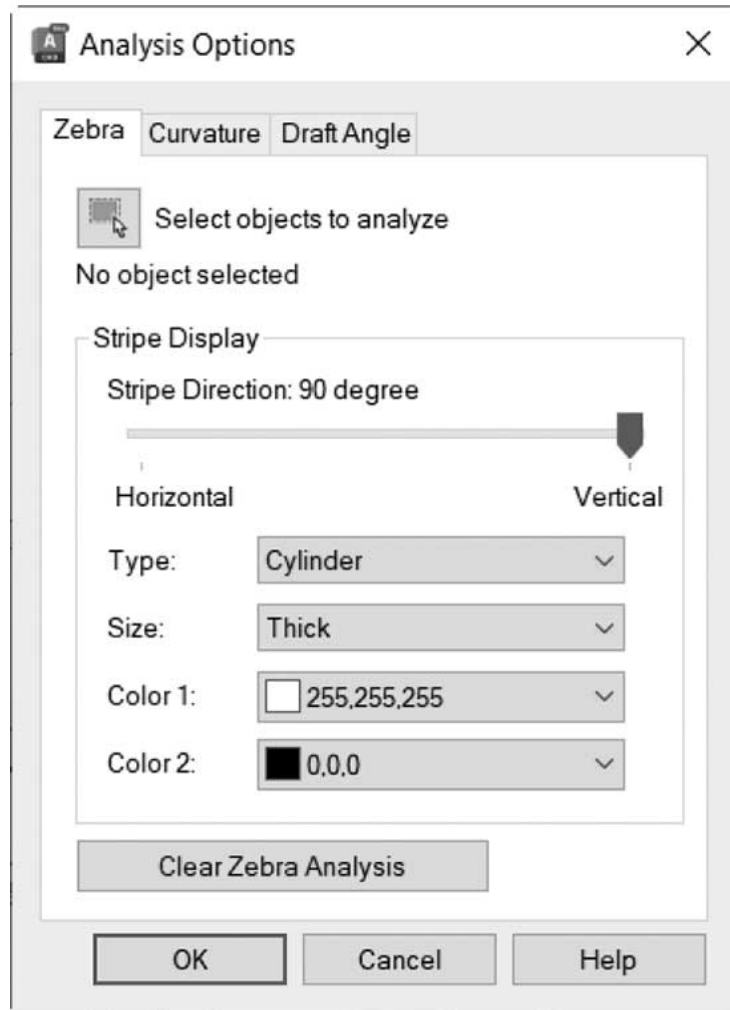 Analysis Options
Zebra Curvature Draft Angle
Select objects to analyze
No object selected
Stripe Display
Stripe Direction: 90 degree
Horizontal Vertical
Type: Cylinder
Size: Thick
Color 1: 255,255,255
Color 2: 0,0,0
Clear Zebra Analysis
OK Cancel Help